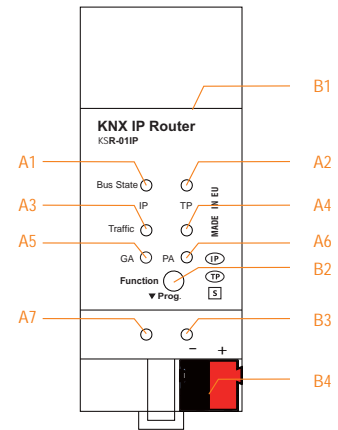 B1
KNX IP Router
KSR-01IP
A1
A2
Bus State
IP
TP
A3
A4
Traffic
MADE IN EU
A5
GA
PA
A6
IP
B2
TP
Function
▼ Prog.
S
A7
B3
− +
B4